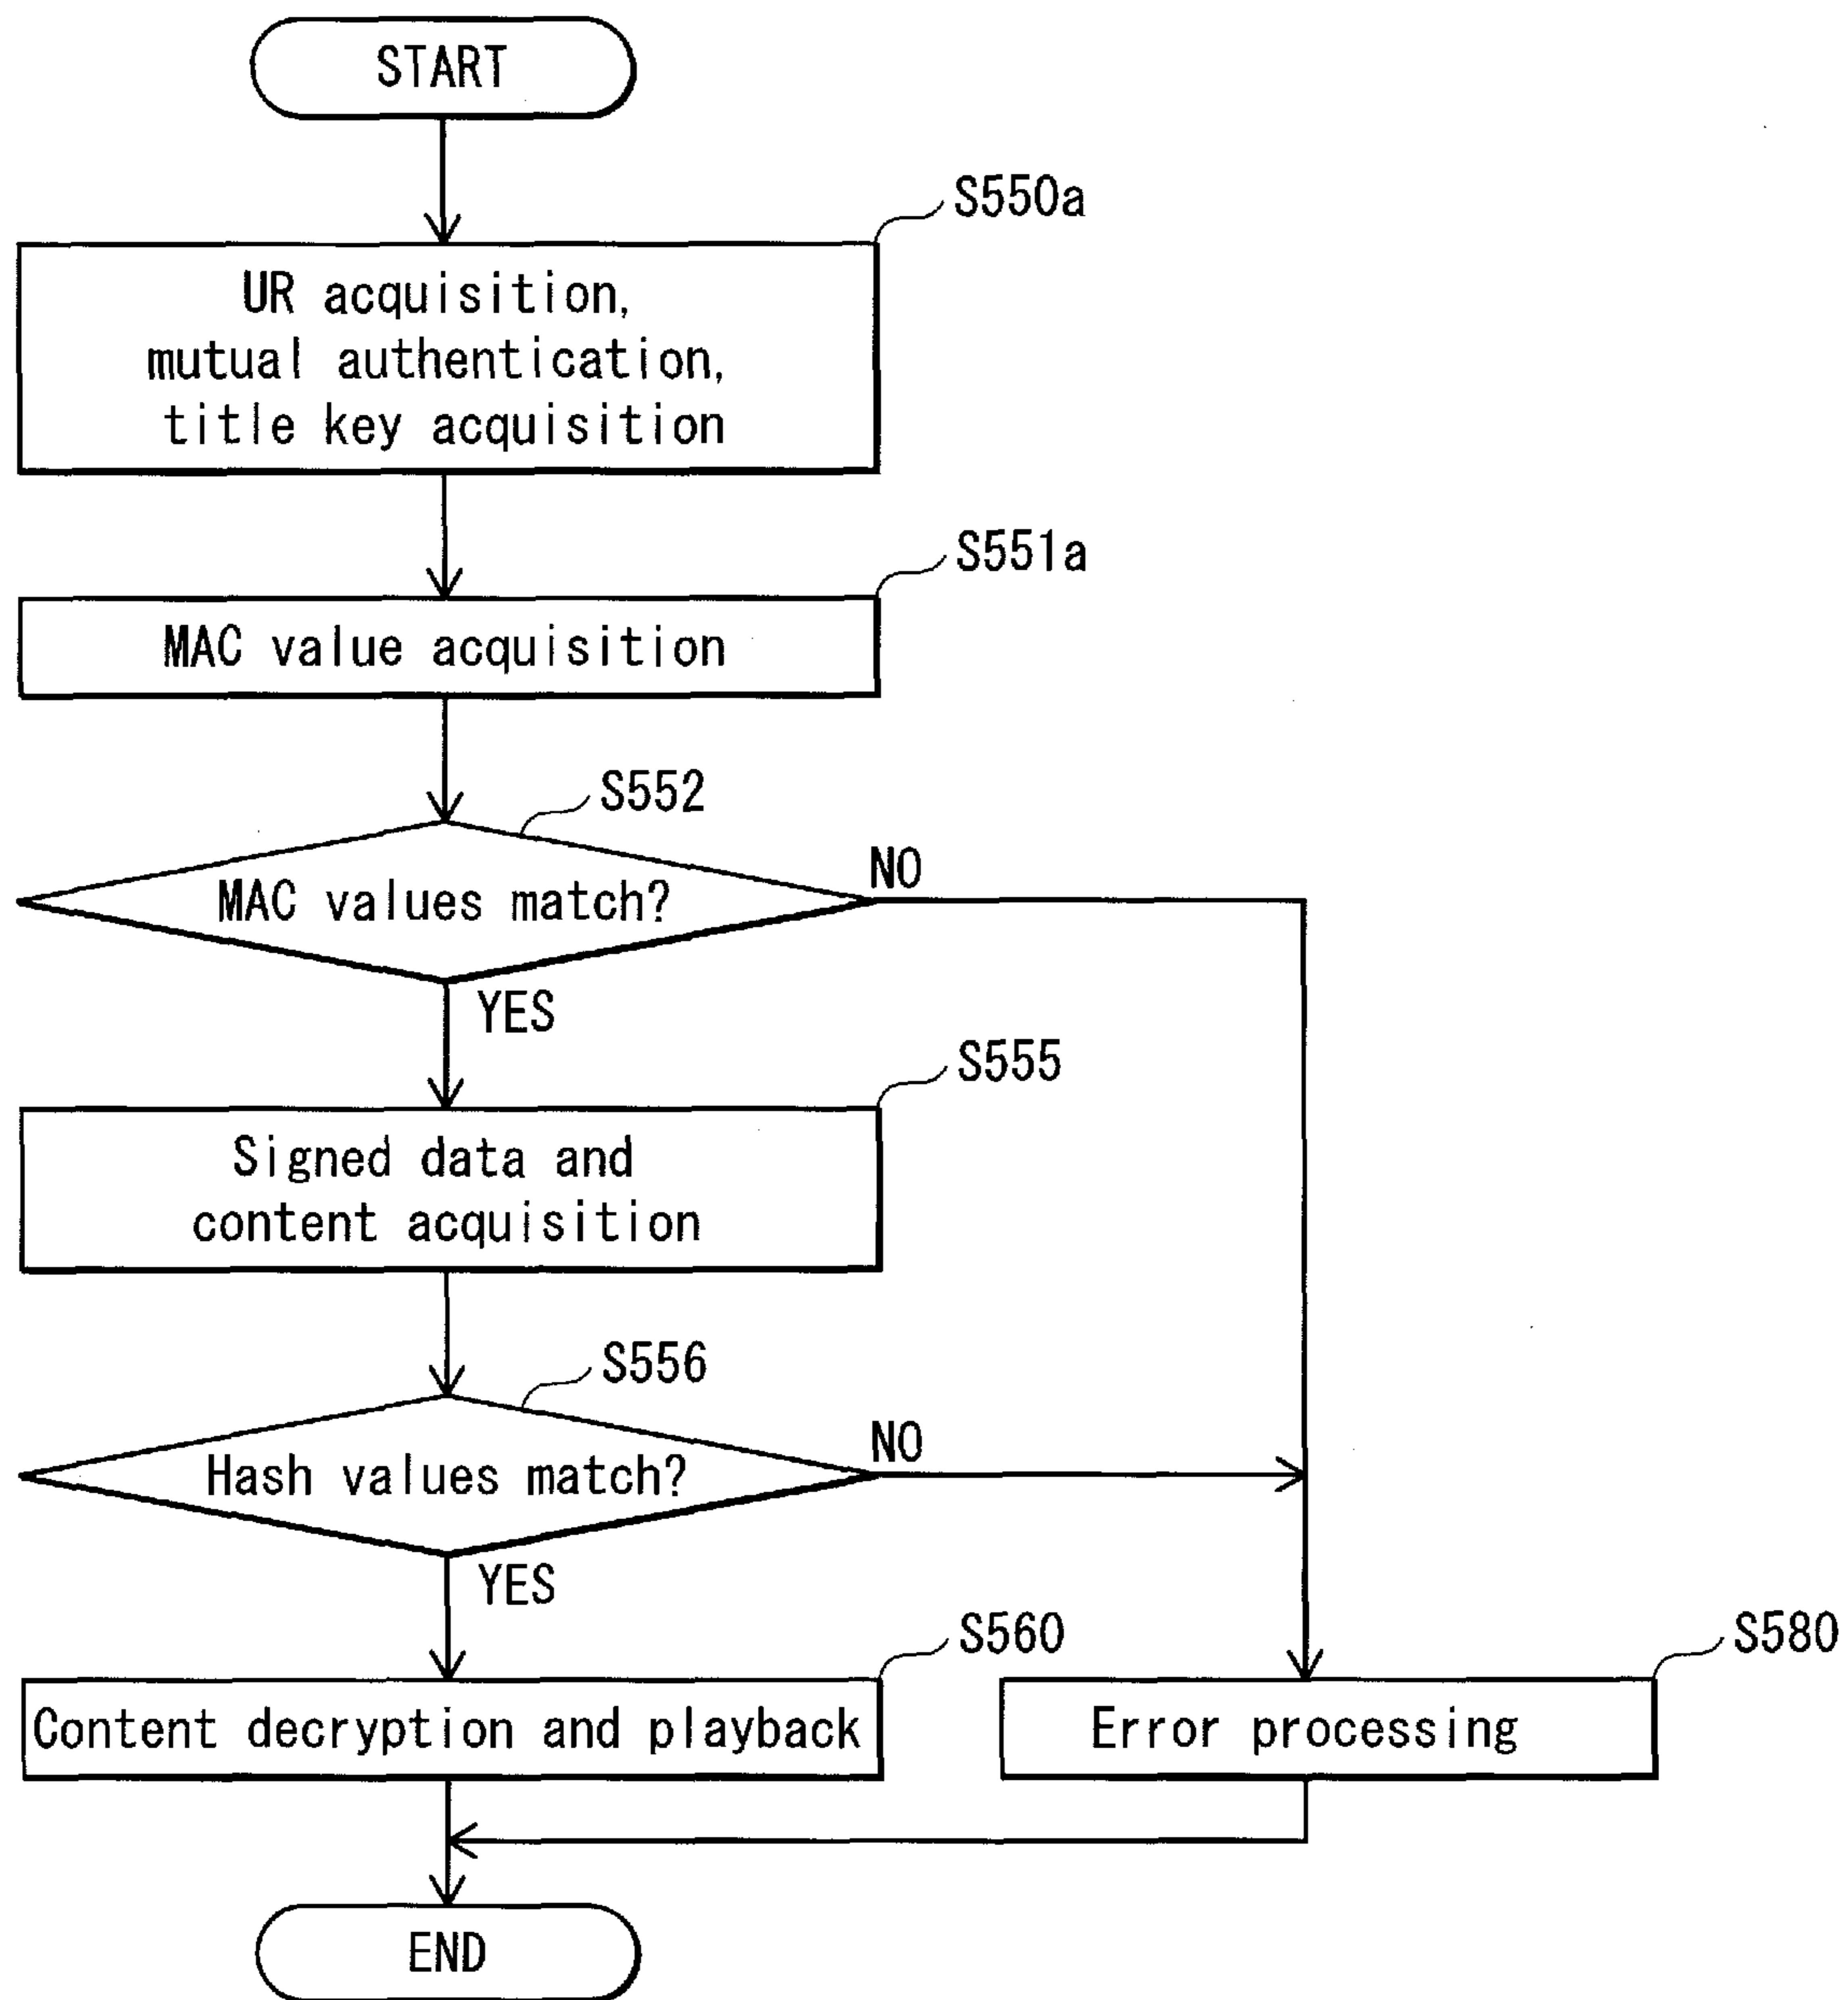 START
S550a
UR acquisition,
mutual authentication,
title key acquisition
S551a
MAC value acquisition
S552
MAC values match?
NO
YES
S555
Signed data and
content acquisition
S556
Hash values match?
NO
YES
S560
Content decryption and playback
S580
Error processing
END